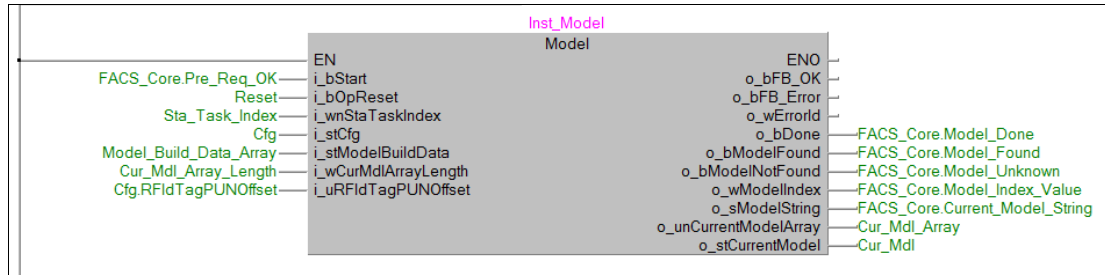 Inst_Model
Model
EN ENO
FACS_Core.Pre_Req_OK i_bStart o_bFB_OK
Reset i_bOpReset o_bFB_Error
Sta_Task_Index i_wnStaTaskIndex o_wErrorId
Cfg i_stCfg o_bDone FACS_Core.Model_Done
Model_Build_Data_Array i_stModelBuildData o_bModelFound FACS_Core.Model_Found
Cur_Mdl_Array_Length i_wCurMdlArrayLength o_bModelNotFound FACS_Core.Model_Unknown
Cfg.RFIdTagPUNOffset i_uRFIdTagPUNOffset o_wModelIndex FACS_Core.Model_Index_Value
o_sModelString FACS_Core.Current_Model_String
o_unCurrentModelArray Cur_Mdl_Array
o_stCurrentModel Cur_Mdl